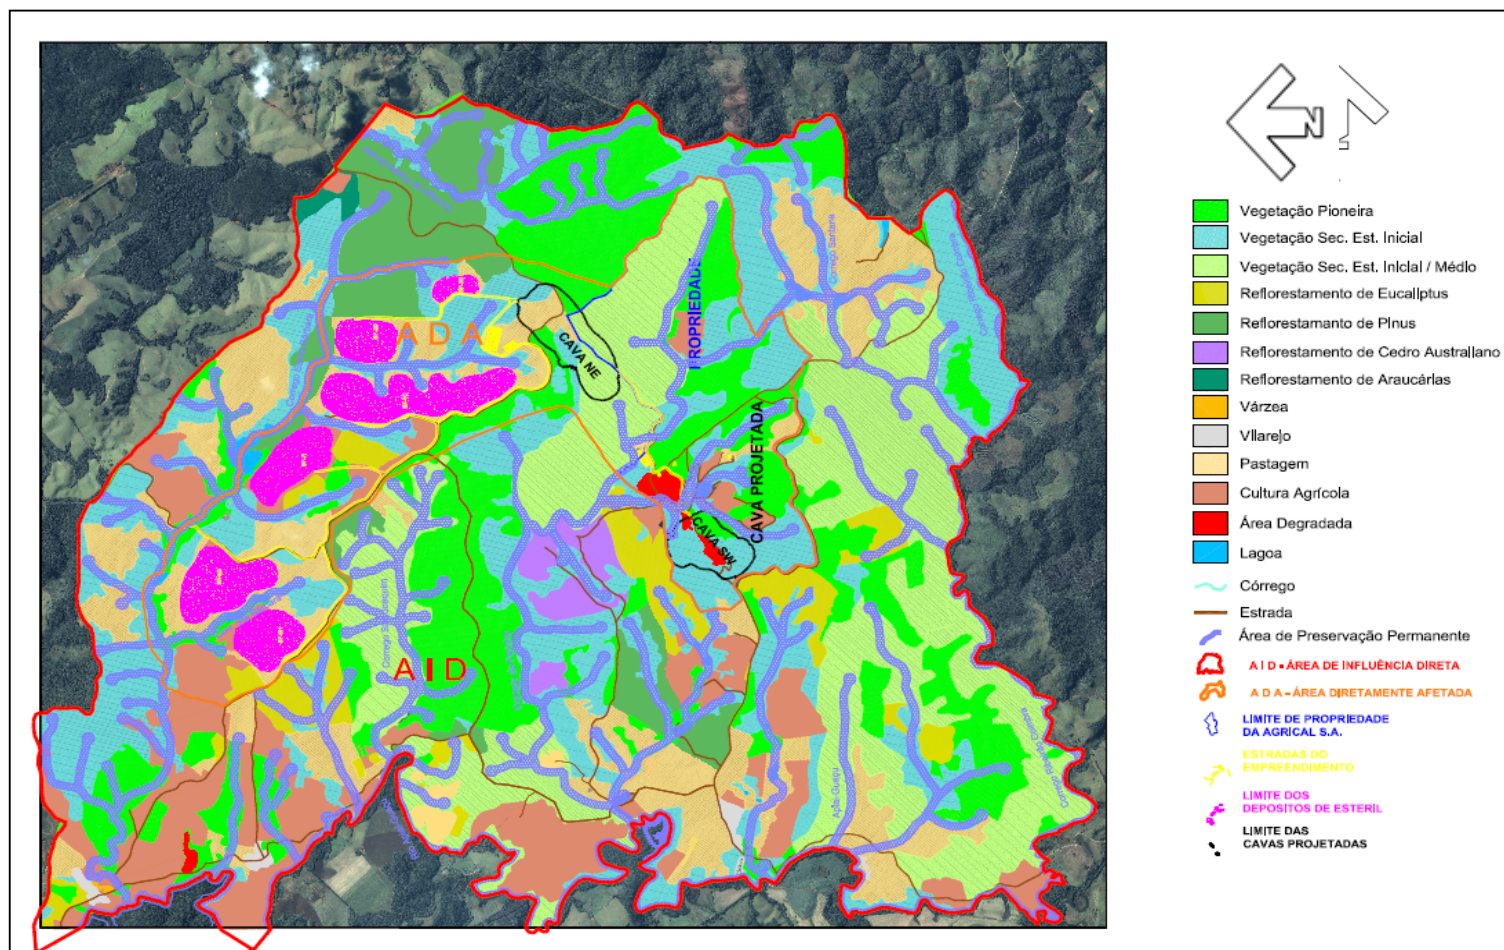 N
Vegetação Pioneira
Vegetação Sec. Est. Inicial
Vegetação Sec. Est. Inicial / Médio
Reflorestamento de Eucaliptus
Reflorestamanto de Pinus
Reflorestamento de Cedro Australiano
Reflorestamento de Araucárias
Várzea
Vilarejo
Pastagem
Cultura Agrícola
Área Degradada
Lagoa
Córrego
Estrada
Área de Preservação Permanente
A I D - ÁREA DE INFLUÊNCIA DIRETA
A D A - ÁREA DIRETAMENTE AFETADA
LIMITE DE PROPRIEDADE
DA AGRICAL S.A.
ESTRADAS DO
EMPREENDIMENTO
LIMITE DOS
DEPOSITOS DE ESTERIL
LIMITE DAS
CAVAS PROJETADAS
A D A
CAVA NE
PROPRIEDADE
CAVA PROJETADA
CAVA SW
A I D
Córrego Santana